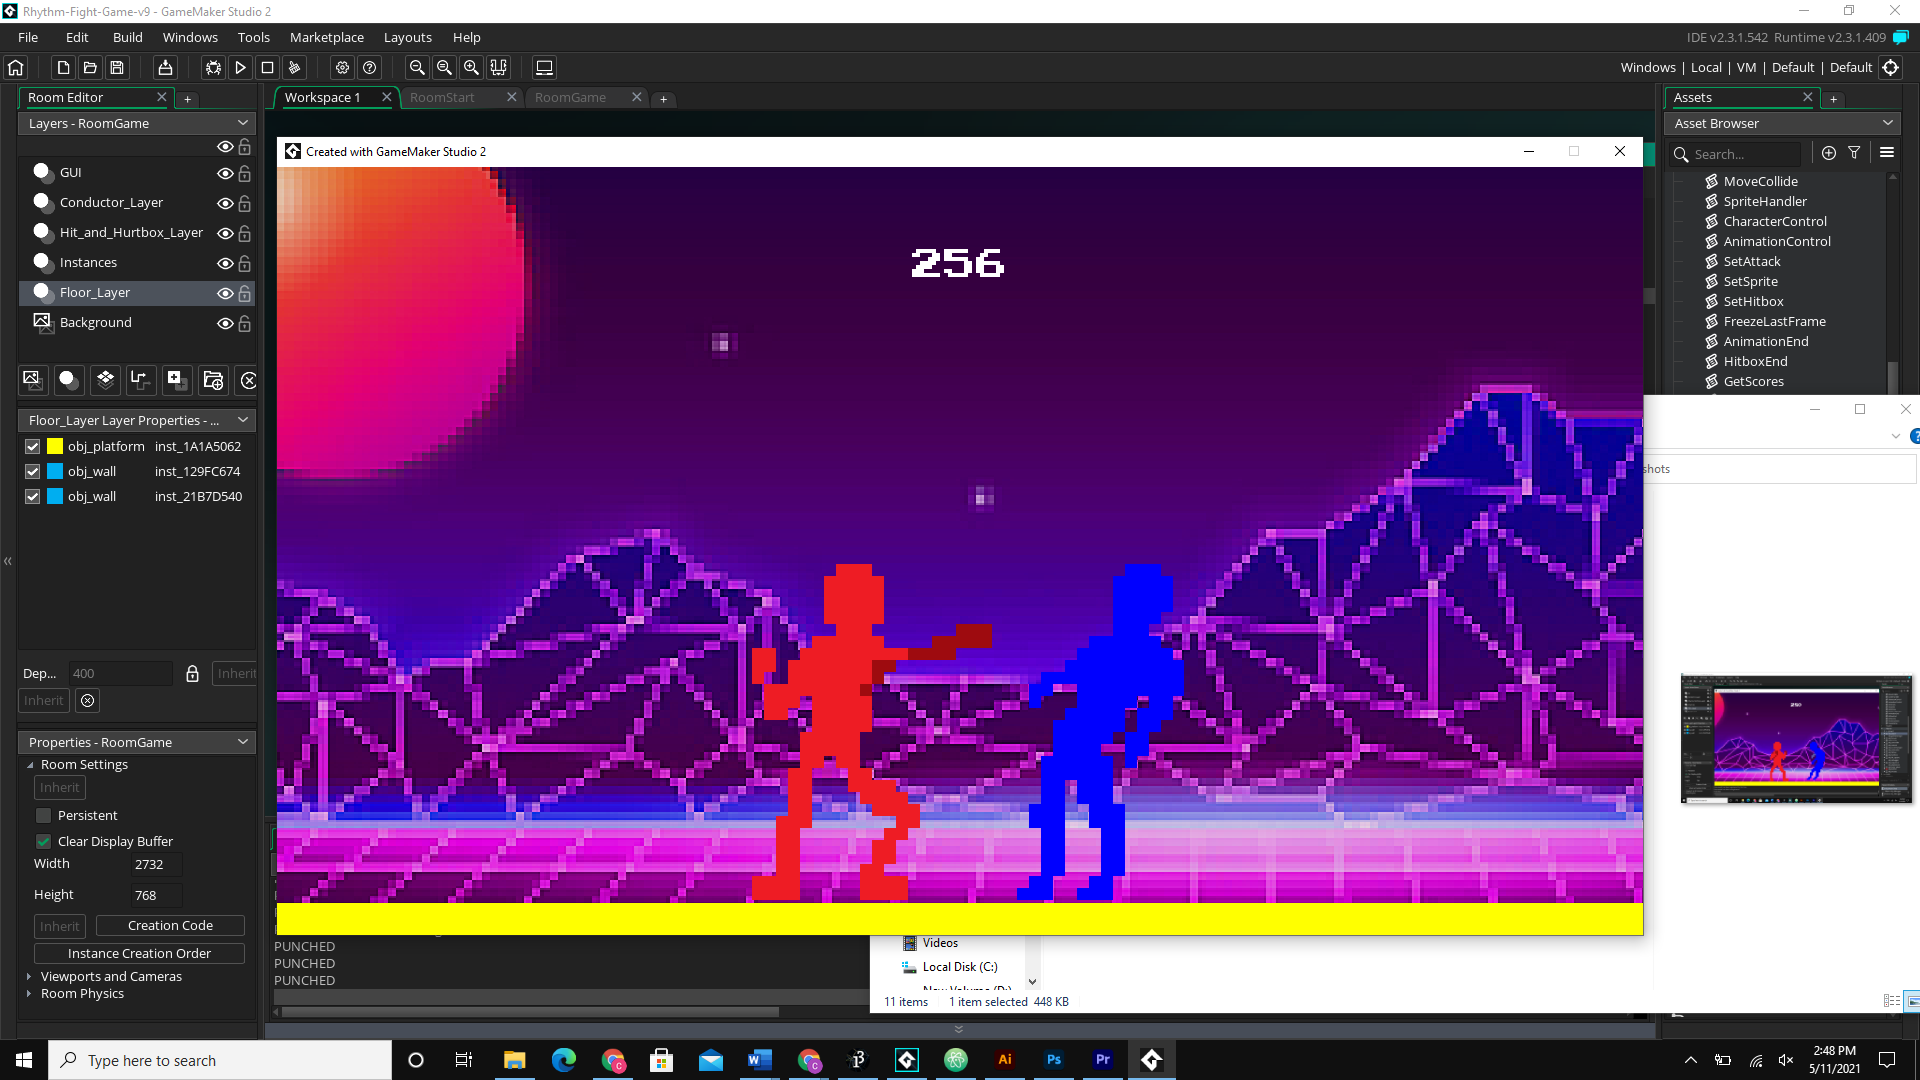 Rhythm-Fight-Game-v9 - GameMaker Studio 2
File Edit Build Windows Tools Marketplace Layouts Help
IDE v2.3.1.542 Runtime v2.3.1.409
Windows | Local | VM | Default | Default
Room Editor
Workspace 1
RoomStart
RoomGame
Assets
Layers - RoomGame
Asset Browser
Created with GameMaker Studio 2
Search...
GUI
Conductor_Layer
Hit_and_Hurtbox_Layer
Instances
Floor_Layer
Background
MoveCollide
SpriteHandler
CharacterControl
AnimationControl
SetAttack
SetSprite
SetHitbox
FreezeLastFrame
AnimationEnd
HitboxEnd
GetScores
256
Floor_Layer Layer Properties - ...
obj_platform inst_1A1A5062
obj_wall inst_129FC674
obj_wall inst_21B7D540
shots
Dep... 400 Inherit
Inherit
Properties - RoomGame
Room Settings
Inherit
Persistent
Clear Display Buffer
Width 2732
Height 768
Inherit Creation Code
Instance Creation Order
Viewports and Cameras
Room Physics
PUNCHED
PUNCHED
PUNCHED
Videos
Local Disk (C:)
11 items 1 item selected 448 KB
Type here to search
2:48 PM
5/11/2021